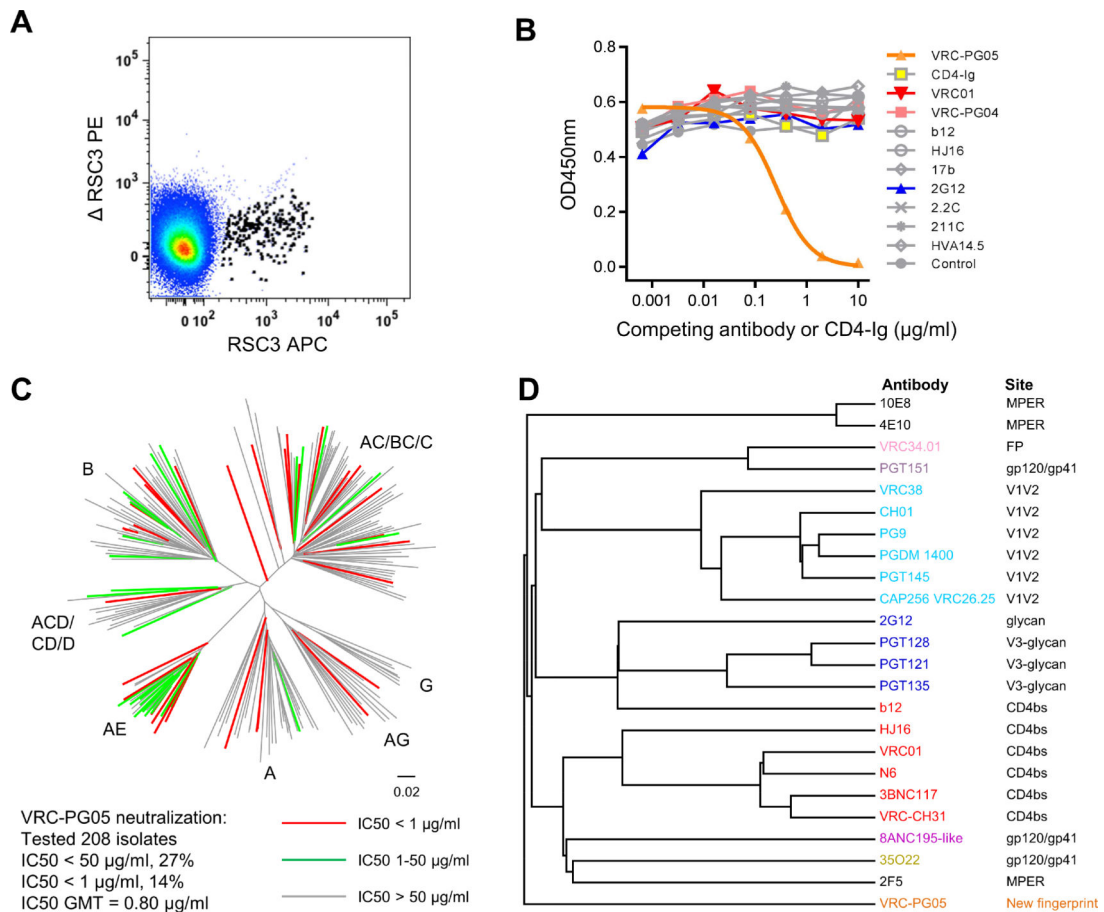 A
Δ RSC3 PE
10⁵
10⁴
10³
0
0 10² 10³ 10⁴ 10⁵
RSC3 APC
B
OD450nm
0.8
0.6
0.4
0.2
0.0
0.001 0.01 0.1 1 10
Competing antibody or CD4-Ig (µg/ml)
VRC-PG05
CD4-Ig
VRC01
VRC-PG04
b12
HJ16
17b
2G12
2.2C
211C
HVA14.5
Control
C
AC/BC/C
B
ACD/
CD/D
AE
A
AG
G
0.02
VRC-PG05 neutralization:
Tested 208 isolates
IC50 < 50 µg/ml, 27%
IC50 < 1 µg/ml, 14%
IC50 GMT = 0.80 µg/ml
IC50 < 1 µg/ml
IC50 1-50 µg/ml
IC50 > 50 µg/ml
D
Antibody Site
10E8 MPER
4E10 MPER
VRC34.01 FP
PGT151 gp120/gp41
VRC38 V1V2
CH01 V1V2
PG9 V1V2
PGDM 1400 V1V2
PGT145 V1V2
CAP256 VRC26.25 V1V2
2G12 glycan
PGT128 V3-glycan
PGT121 V3-glycan
PGT135 V3-glycan
b12 CD4bs
HJ16 CD4bs
VRC01 CD4bs
N6 CD4bs
3BNC117 CD4bs
VRC-CH31 CD4bs
8ANC195-like gp120/gp41
35O22 gp120/gp41
2F5 MPER
VRC-PG05 New fingerprint